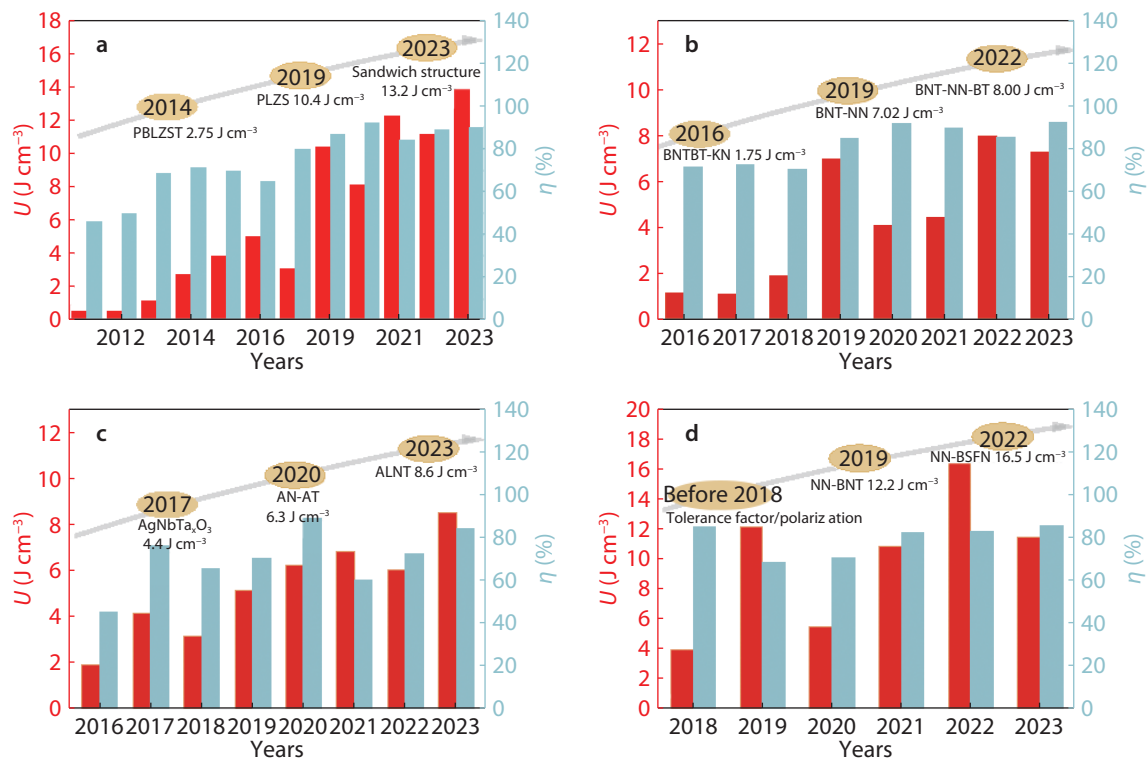 a
U (J cm⁻³)
18
16
14
12
10
8
6
4
2
0
η (%)
140
120
100
80
60
40
20
0
2014
PBLZST 2.75 J cm⁻³
2019
PLZS 10.4 J cm⁻³
2023
Sandwich structure
13.2 J cm⁻³
2012 2014 2016 2019 2021 2023
Years
b
U (J cm⁻³)
12
10
8
6
4
2
0
η (%)
140
120
100
80
60
40
20
0
2016
BNTBT-KN 1.75 J cm⁻³
2019
BNT-NN 7.02 J cm⁻³
2022
BNT-NN-BT 8.00 J cm⁻³
2016 2017 2018 2019 2020 2021 2022 2023
Years
c
U (J cm⁻³)
12
10
8
6
4
2
0
η (%)
140
120
100
80
60
40
20
0
2017
AgNbTaₓO₃
4.4 J cm⁻³
2020
AN-AT
6.3 J cm⁻³
2023
ALNT 8.6 J cm⁻³
2016 2017 2018 2019 2020 2021 2022 2023
Years
d
U (J cm⁻³)
20
18
16
14
12
10
8
6
4
2
0
η (%)
140
120
100
80
60
40
20
0
Before 2018
Tolerance factor/polariz ation
2019
NN-BNT 12.2 J cm⁻³
2022
NN-BSFN 16.5 J cm⁻³
2018 2019 2020 2021 2022 2023
Years